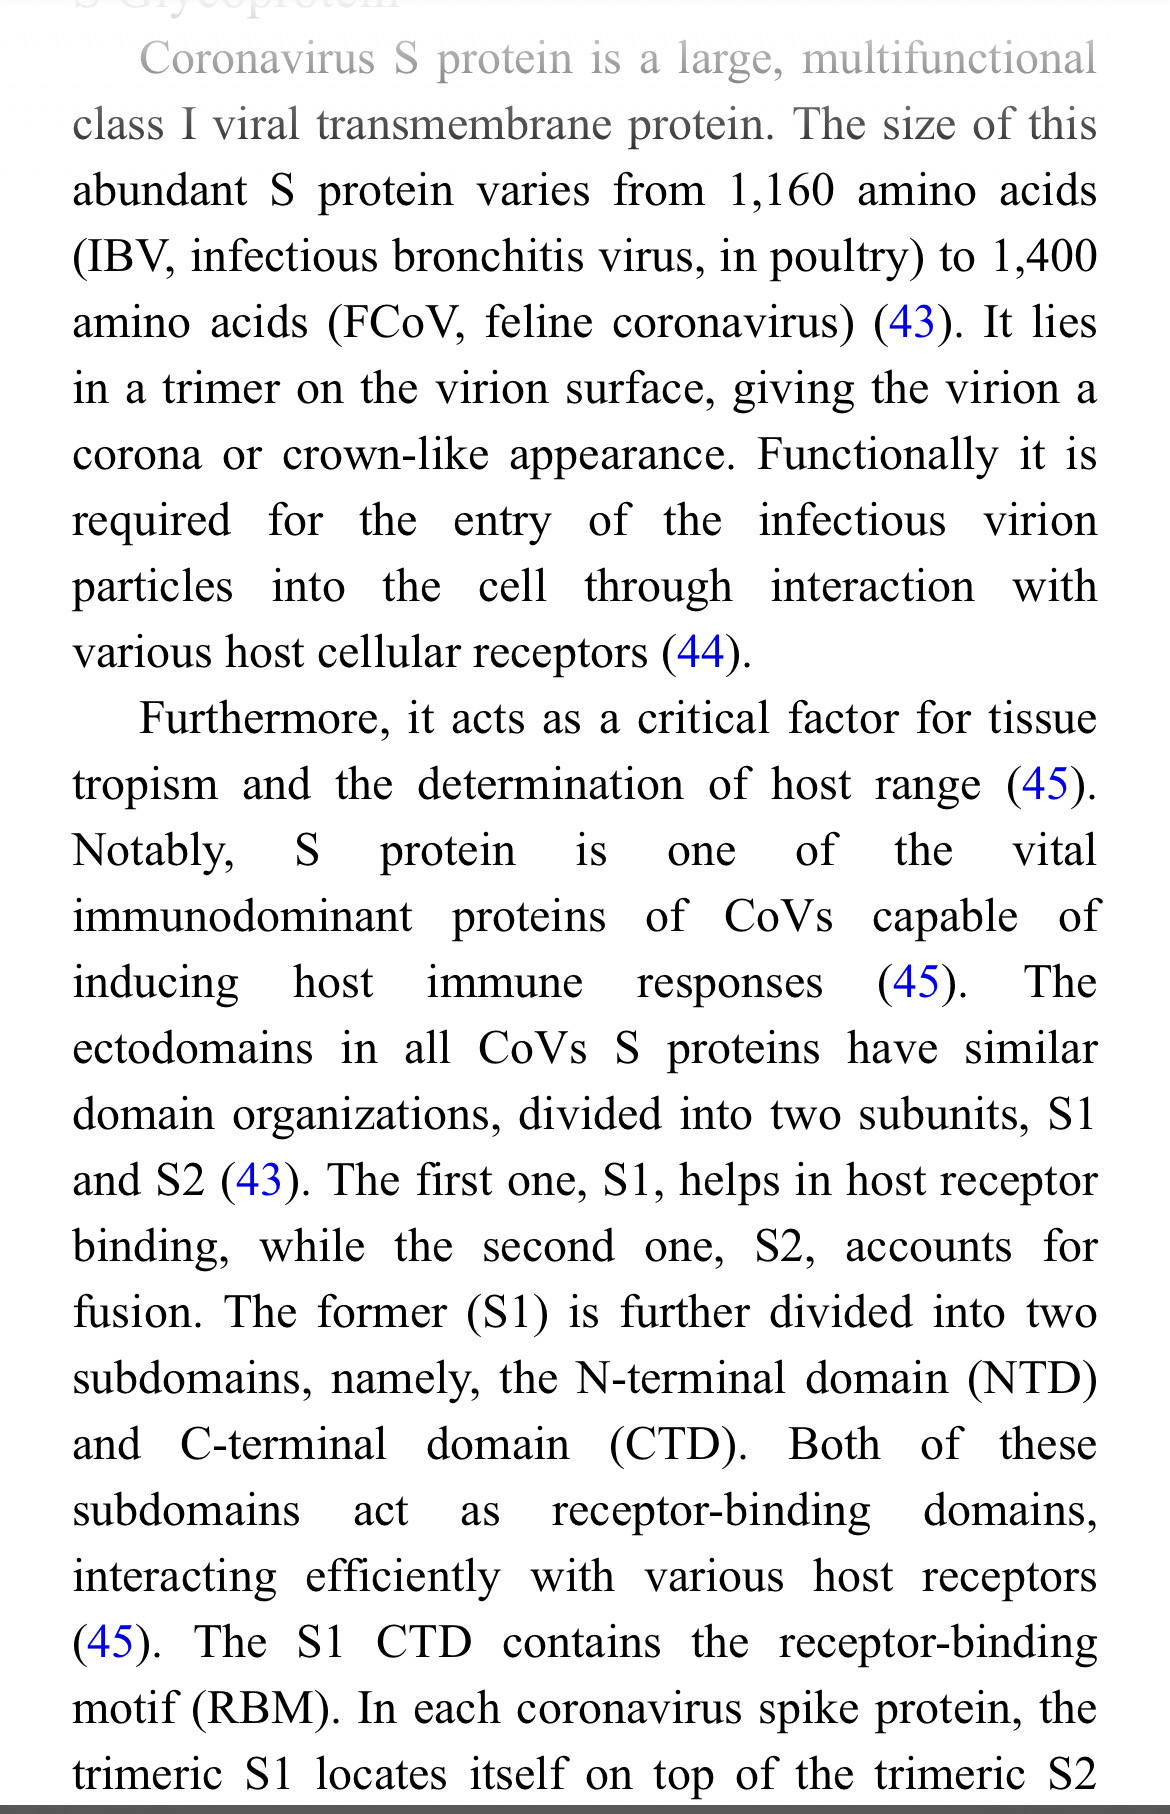 S Glycoprotein
Coronavirus S protein is a large, multifunctional
class I viral transmembrane protein. The size of this
abundant S protein varies from 1,160 amino acids
(IBV, infectious bronchitis virus, in poultry) to 1,400
amino acids (FCoV, feline coronavirus) (43). It lies
in a trimer on the virion surface, giving the virion a
corona or crown-like appearance. Functionally it is
required for the entry of the infectious virion
particles into the cell through interaction with
various host cellular receptors (44).
Furthermore, it acts as a critical factor for tissue
tropism and the determination of host range (45).
Notably, S protein is one of the vital
immunodominant proteins of CoVs capable of
inducing host immune responses (45). The
ectodomains in all CoVs S proteins have similar
domain organizations, divided into two subunits, S1
and S2 (43). The first one, S1, helps in host receptor
binding, while the second one, S2, accounts for
fusion. The former (S1) is further divided into two
subdomains, namely, the N-terminal domain (NTD)
and C-terminal domain (CTD). Both of these
subdomains act as receptor-binding domains,
interacting efficiently with various host receptors
(45). The S1 CTD contains the receptor-binding
motif (RBM). In each coronavirus spike protein, the
trimeric S1 locates itself on top of the trimeric S2